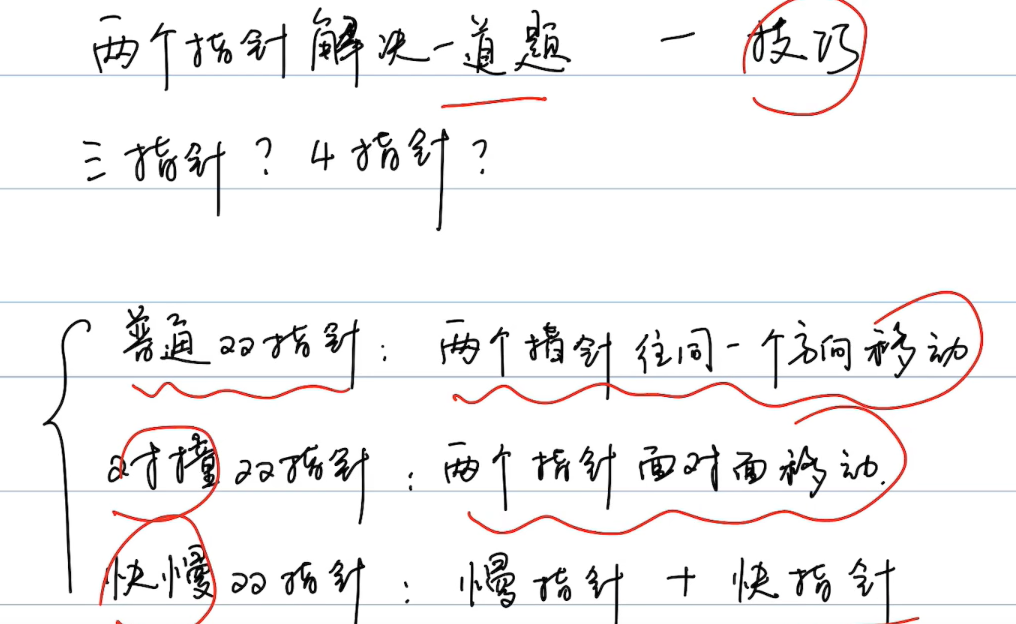 两个指针解决一道题 — 技巧
三指针？4指针？
普通双指针：两个指针往同一个方向移动
对撞双指针：两个指针面对面移动.
快慢双指针：慢指针 + 快指针